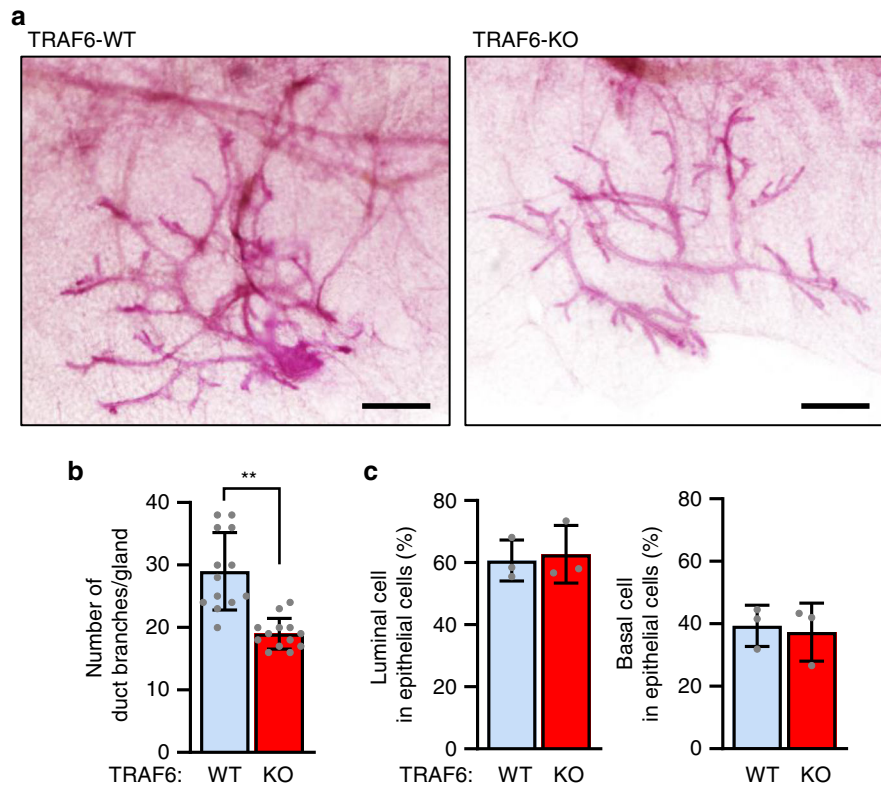 a
TRAF6-WT
TRAF6-KO
b
**
40
30
20
10
0
Number of
duct branches/gland
TRAF6:
WT
KO
c
80
60
40
20
0
Luminal cell
in epithelial cells (%)
TRAF6:
WT
KO
80
60
40
20
0
Basal cell
in epithelial cells (%)
WT
KO